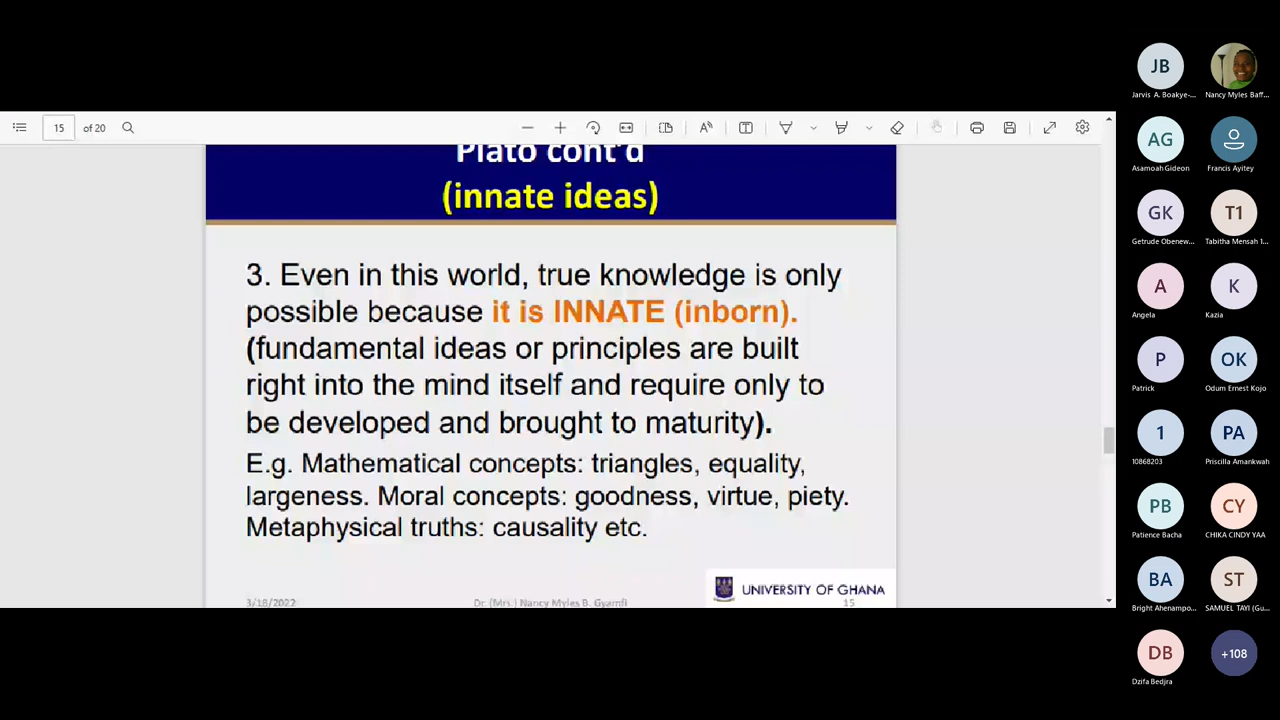 15 of 20
Plato cont'd
(innate ideas)
3. Even in this world, true knowledge is only
possible because it is INNATE (inborn).
(fundamental ideas or principles are built
right into the mind itself and require only to
be developed and brought to maturity).
E.g. Mathematical concepts: triangles, equality,
largeness. Moral concepts: goodness, virtue, piety.
Metaphysical truths: causality etc.
3/18/2022 Dr. (Mrs.) Nancy Myles B. Gyamfi 15
UNIVERSITY OF GHANA
JB
Jarvis A. Boakye-...
Nancy Myles Baff...
AG
Asamoah Gideon
Francis Ayitey
GK
Getrude Obenew...
T1
Tabitha Mensah 1...
A
Angela
K
Kazia
P
Patrick
OK
Odum Ernest Kojo
1
10868203
PA
Priscilla Amankwah
PB
Patience Bacha
CY
CHIKA CINDY YAA
BA
Bright Ahenampo...
ST
SAMUEL TAYI (Gu...
DB
Dzifa Bedjra
+108